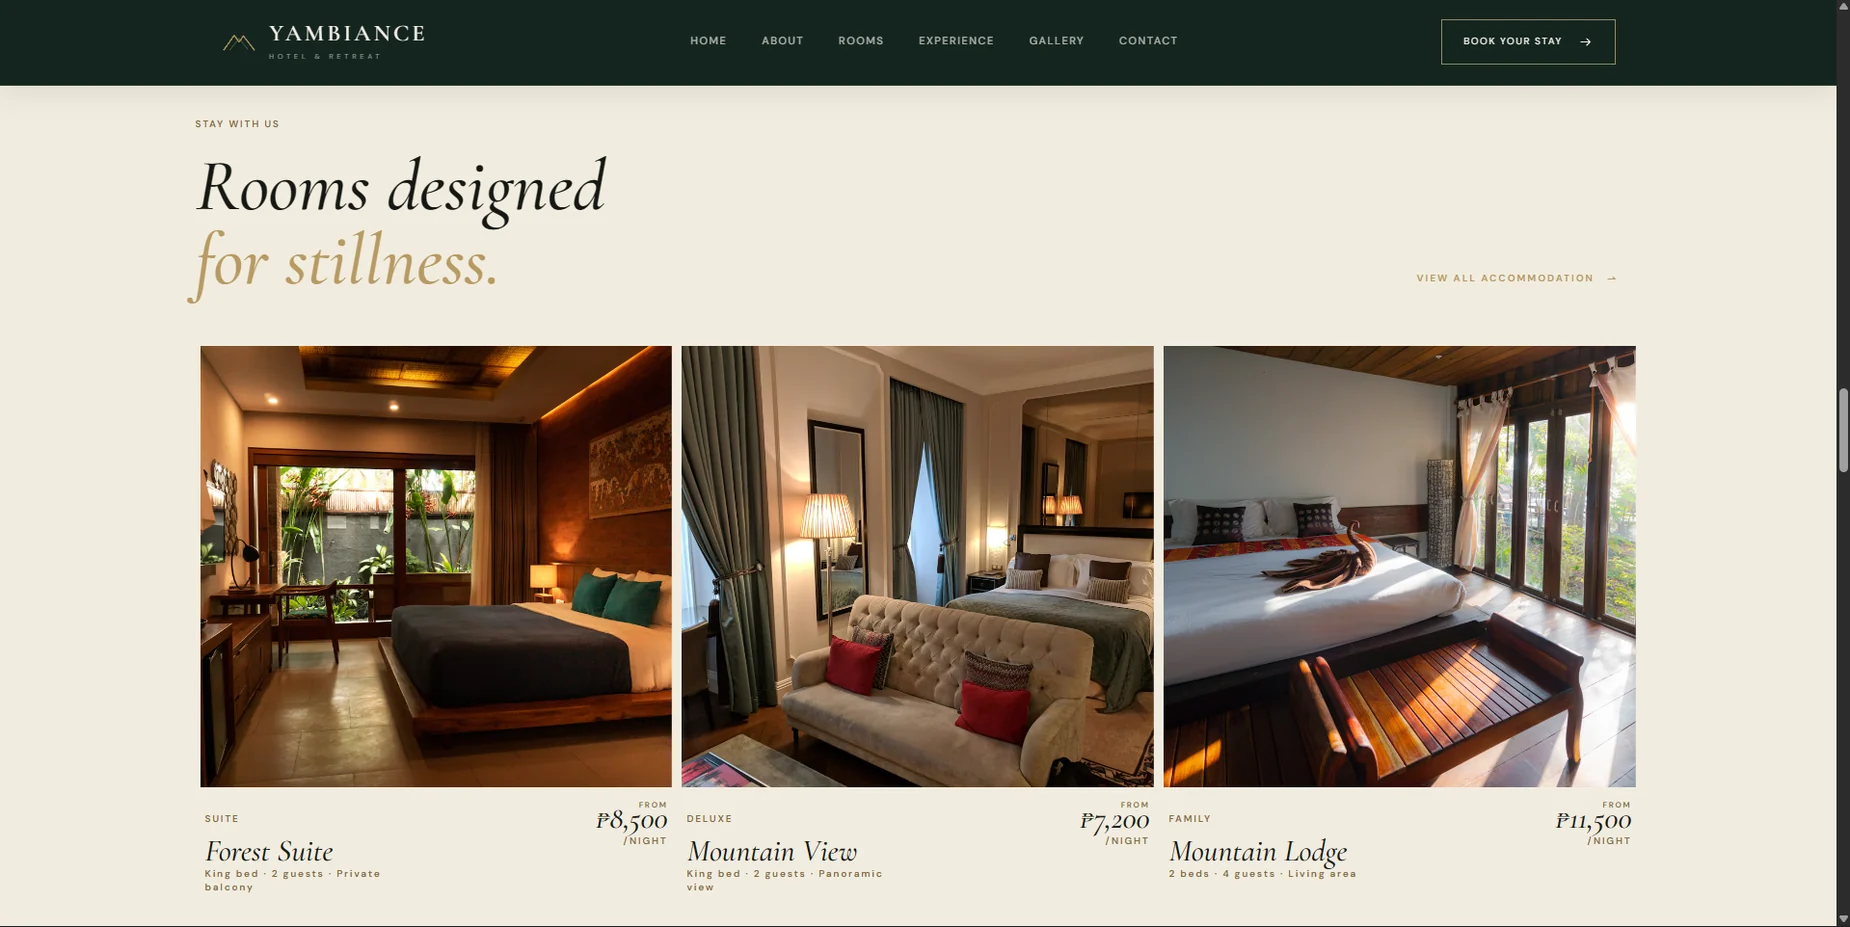 YAMBIANCE
HOTEL & RETREAT
HOME
ABOUT
ROOMS
EXPERIENCE
GALLERY
CONTACT
BOOK YOUR STAY →
STAY WITH US
Rooms designed
for stillness.
VIEW ALL ACCOMMODATION →
SUITE
Forest Suite
King bed · 2 guests · Private
balcony
FROM
₱8,500
/NIGHT
DELUXE
Mountain View
King bed · 2 guests · Panoramic
view
FROM
₱7,200
/NIGHT
FAMILY
Mountain Lodge
2 beds · 4 guests · Living area
FROM
₱11,500
/NIGHT